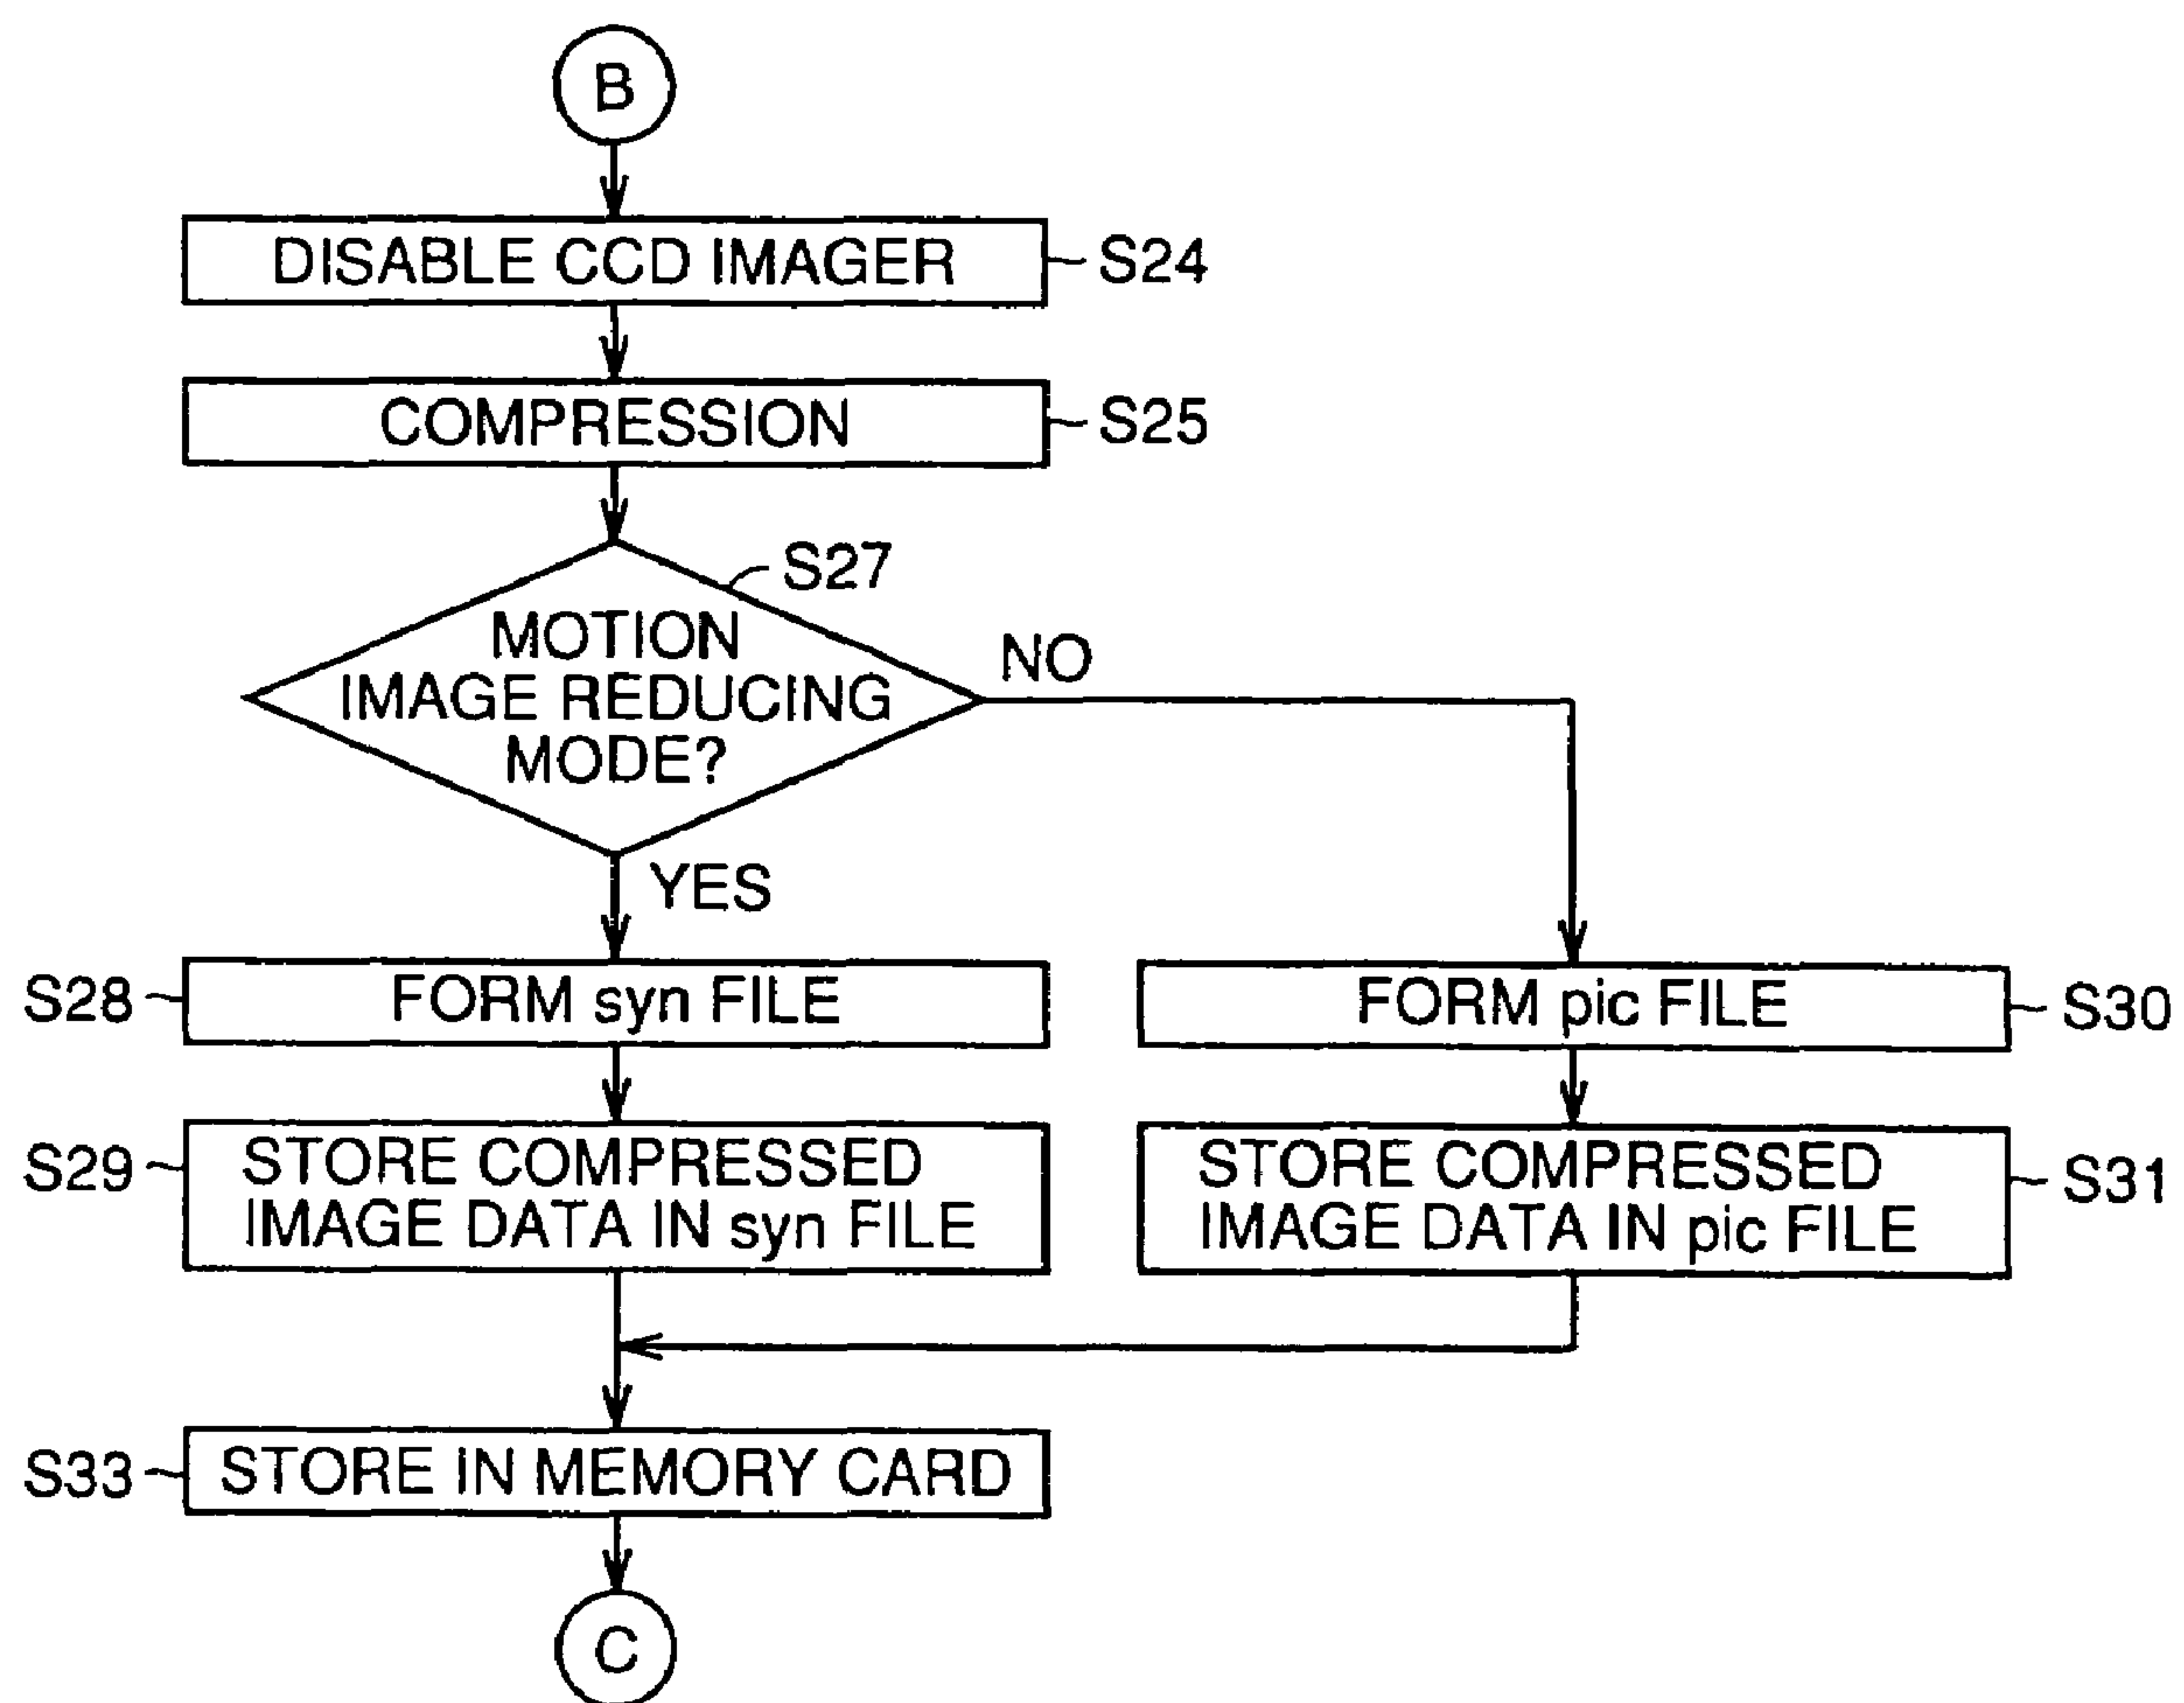 B
DISABLE CCD IMAGER
S24
COMPRESSION
S25
S27
MOTION
IMAGE REDUCING
MODE?
NO
YES
S28
FORM syn FILE
FORM pic FILE
S30
S29
STORE COMPRESSED
IMAGE DATA IN syn FILE
STORE COMPRESSED
IMAGE DATA IN pic FILE
S31
S33
STORE IN MEMORY CARD
C